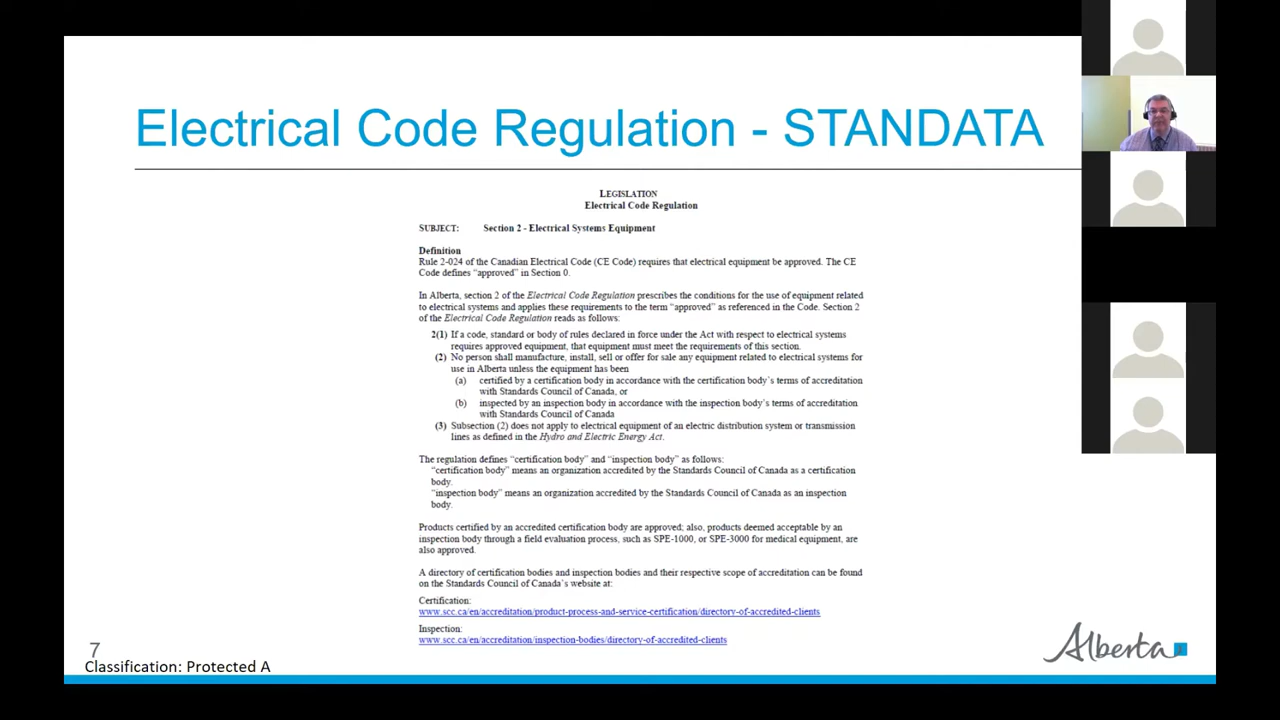 Electrical Code Regulation - STANDATA
LEGISLATION
Electrical Code Regulation
SUBJECT: Section 2 - Electrical Systems Equipment
Definition
Rule 2-024 of the Canadian Electrical Code (CE Code) requires that electrical equipment be approved. The CE
Code defines “approved” in Section 0.
In Alberta, section 2 of the Electrical Code Regulation prescribes the conditions for the use of equipment related
to electrical systems and applies these requirements to the term “approved” as referenced in the Code. Section 2
of the Electrical Code Regulation reads as follows:
2(1) If a code, standard or body of rules declared in force under the Act with respect to electrical systems
requires approved equipment, that equipment must meet the requirements of this section.
(2) No person shall manufacture, install, sell or offer for sale any equipment related to electrical systems for
use in Alberta unless the equipment has been
(a) certified by a certification body in accordance with the certification body’s terms of accreditation
with Standards Council of Canada, or
(b) inspected by an inspection body in accordance with the inspection body’s terms of accreditation
with Standards Council of Canada
(3) Subsection (2) does not apply to electrical equipment of an electric distribution system or transmission
lines as defined in the Hydro and Electric Energy Act.
The regulation defines “certification body” and “inspection body” as follows:
“certification body” means an organization accredited by the Standards Council of Canada as a certification
body.
“inspection body” means an organization accredited by the Standards Council of Canada as an inspection
body.
Products certified by an accredited certification body are approved; also, products deemed acceptable by an
inspection body through a field evaluation process, such as SPE-1000, or SPE-3000 for medical equipment, are
also approved.
A directory of certification bodies and inspection bodies and their respective scope of accreditation can be found
on the Standards Council of Canada’s website at:
Certification:
www.scc.ca/en/accreditation/product-process-and-service-certification/directory-of-accredited-clients
Inspection:
www.scc.ca/en/accreditation/inspection-bodies/directory-of-accredited-clients
7
Classification: Protected A
Alberta